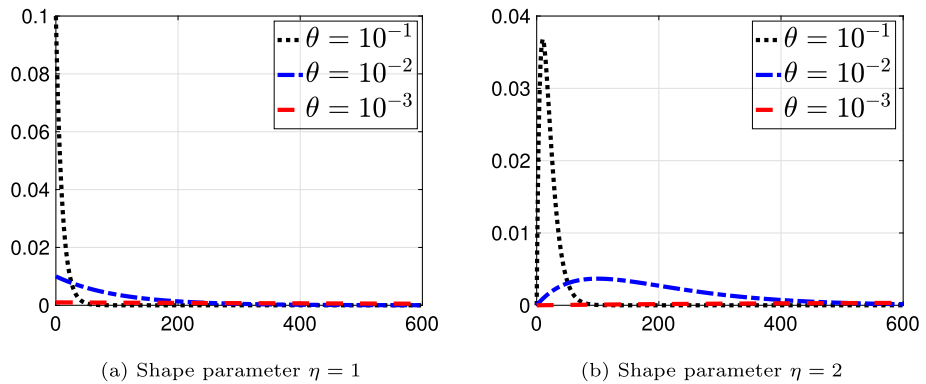 0.1
0.08
0.06
0.04
0.02
0
0 200 400 600
θ = 10⁻¹
θ = 10⁻²
θ = 10⁻³
(a) Shape parameter η = 1
0.04
0.03
0.02
0.01
0
0 200 400 600
θ = 10⁻¹
θ = 10⁻²
θ = 10⁻³
(b) Shape parameter η = 2